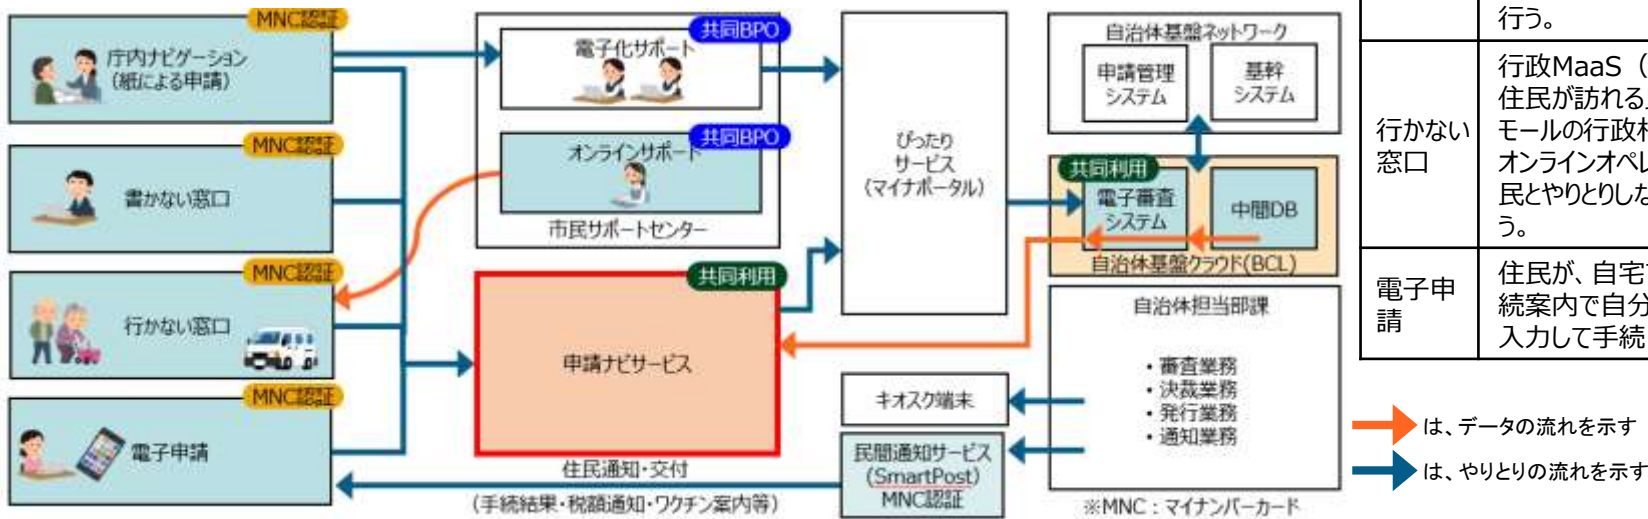 MNC認証
庁内ナビゲーション
(紙による申請)
MNC認証
書かない窓口
MNC認証
行かない窓口
MNC認証
電子申請
共同BPO
電子化サポート
共同BPO
オンラインサポート
市民サポートセンター
共同利用
申請ナビサービス
住民通知・交付
(手続結果・税額通知・ワクチン案内等)
ぴったり
サービス
(マイナポータル)
キオスク端末
民間通知サービス
(SmartPost)
MNC認証
自治体基盤ネットワーク
申請管理
システム
基幹
システム
共同利用
電子審査
システム
中間DB
自治体基盤クラウド(BCL)
自治体担当部課
・審査業務
・決裁業務
・発行業務
・通知業務
※MNC：マイナンバーカード
行う。
行かない
窓口
行政MaaS（
住民が訪れる
モールの行政
オンラインオペレ
民とやりとりしな
う。
電子申
請
住民が、自宅
続案内で自分
入力して手続
は、データの流れを示す
は、やりとりの流れを示す